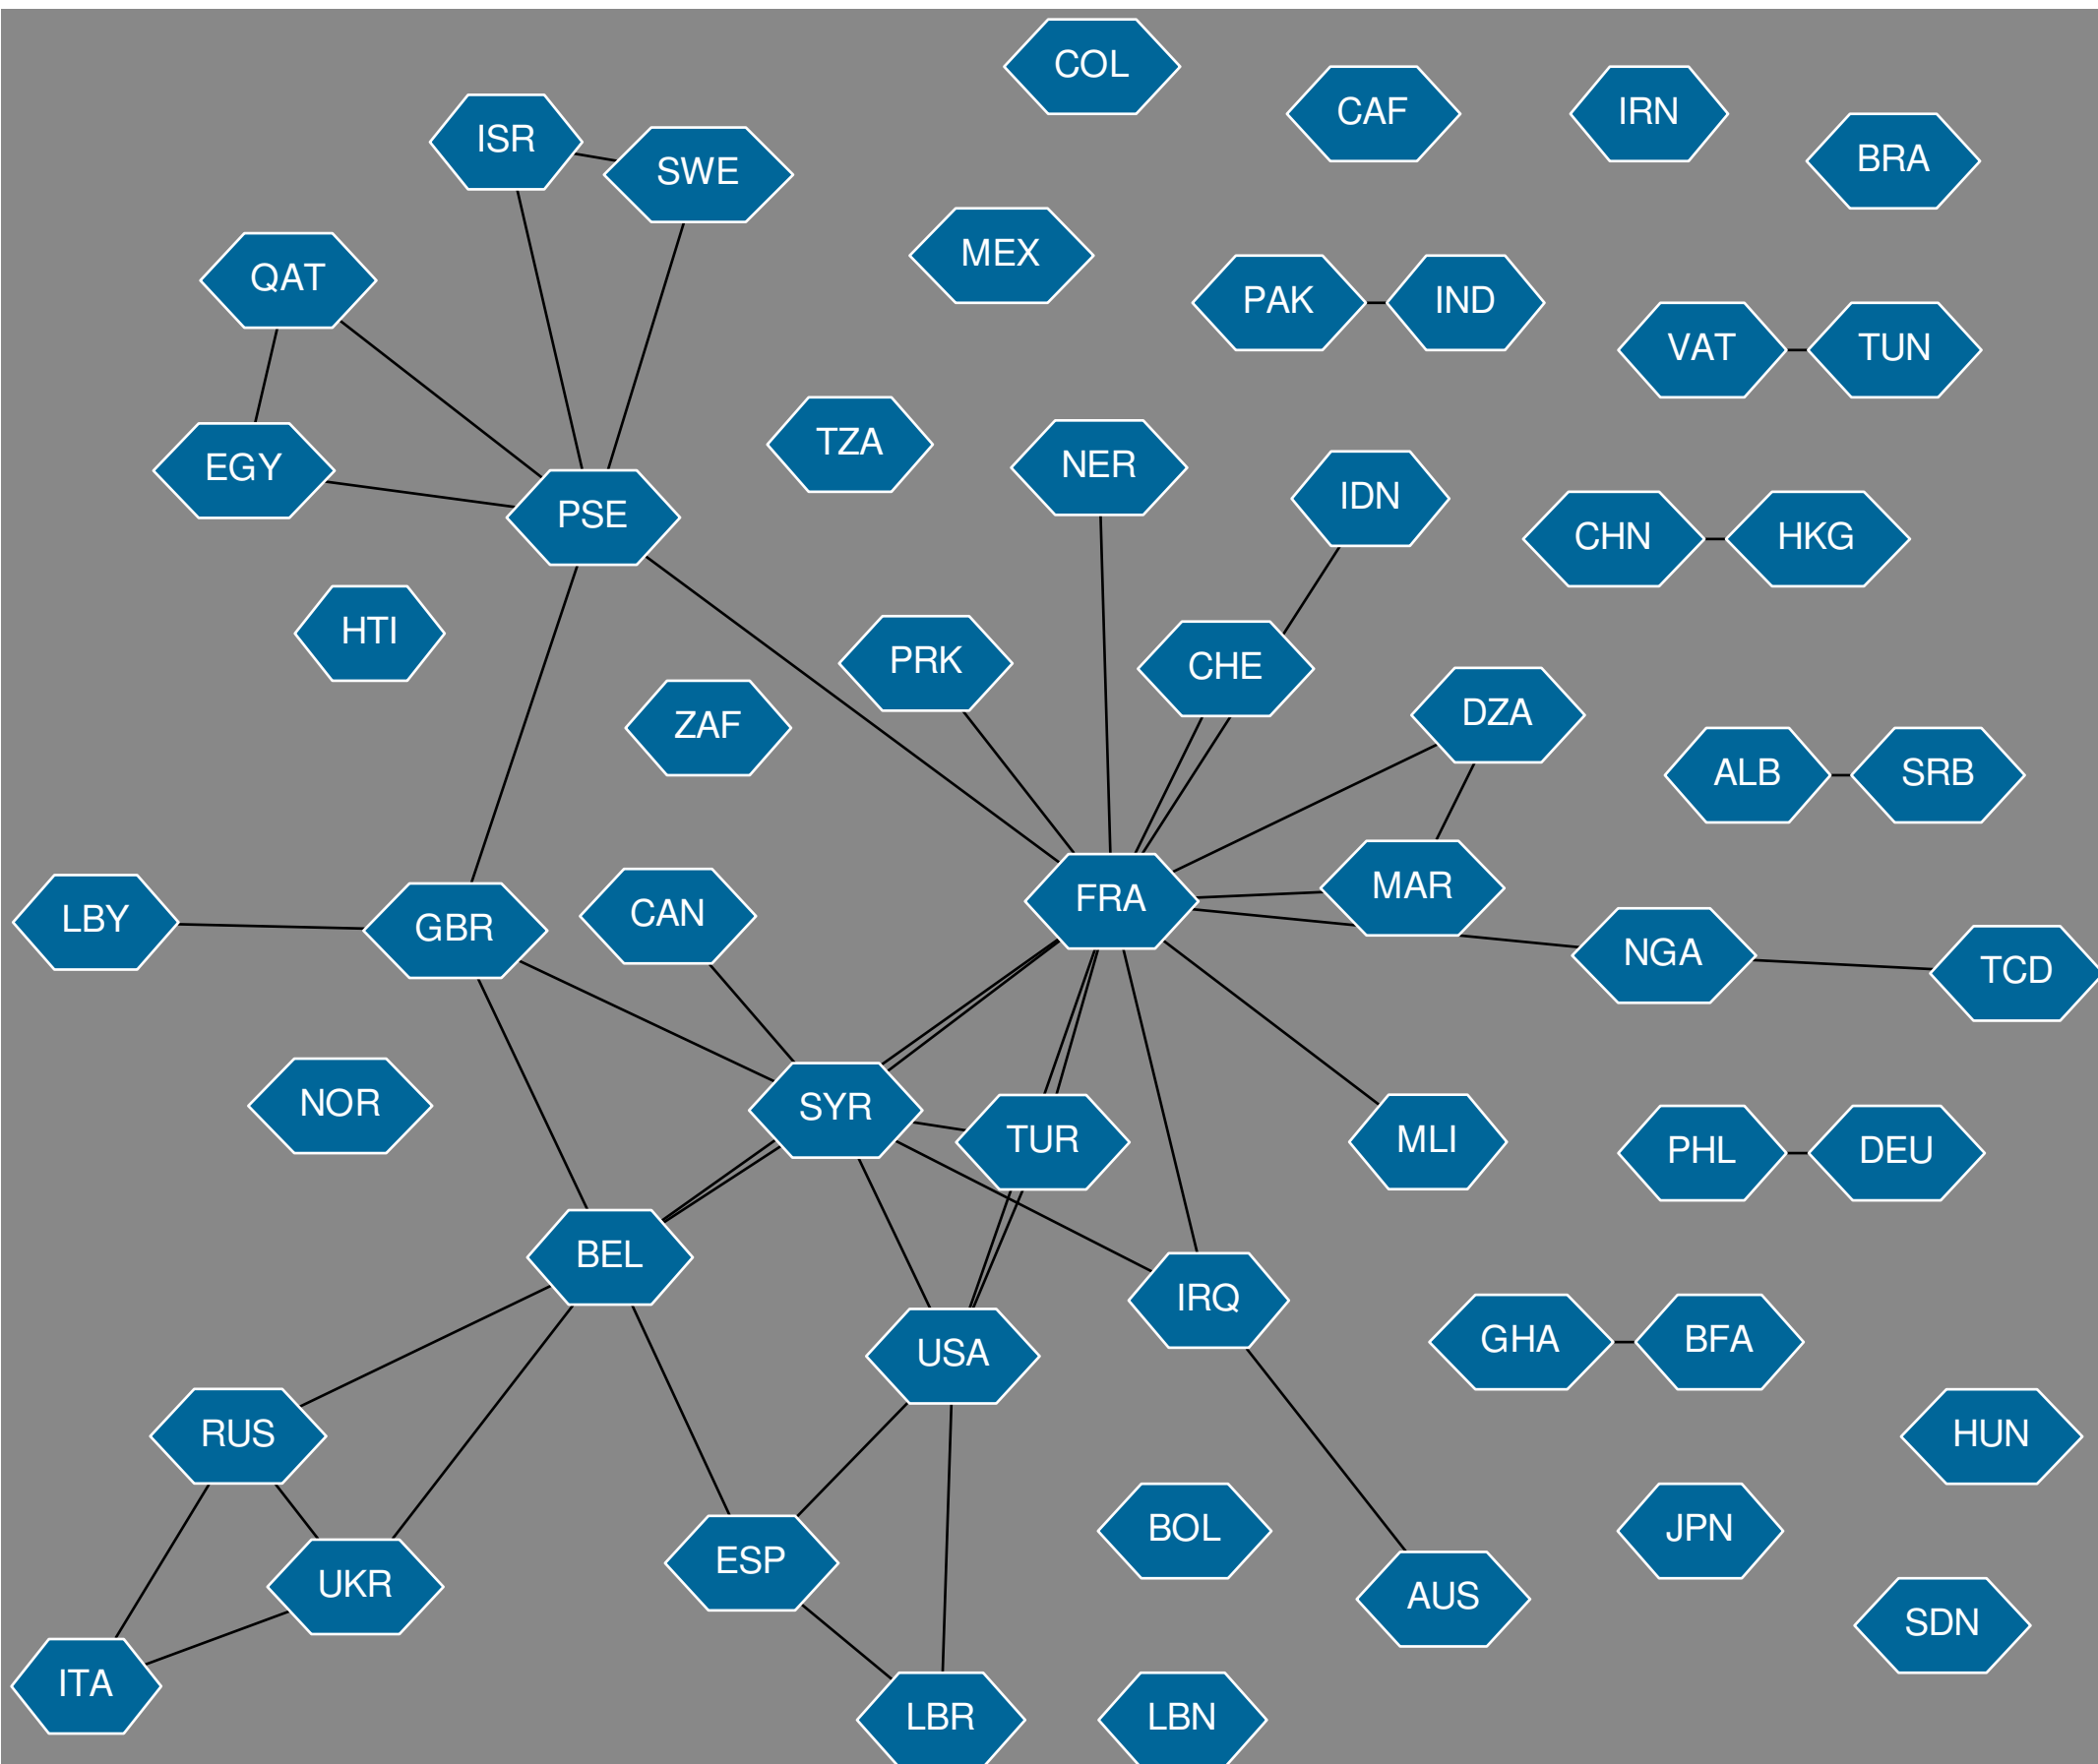 COL
CAF
IRN
ISR
BRA
SWE
MEX
QAT
PAK
IND
VAT
TUN
TZA
NER
EGY
IDN
PSE
CHN
HKG
HTI
PRK
CHE
DZA
ZAF
ALB
SRB
MAR
FRA
CAN
LBY
GBR
NGA
TCD
NOR
SYR
TUR
MLI
PHL
DEU
BEL
IRQ
GHA
BFA
USA
RUS
HUN
BOL
JPN
ESP
UKR
AUS
SDN
ITA
LBR
LBN